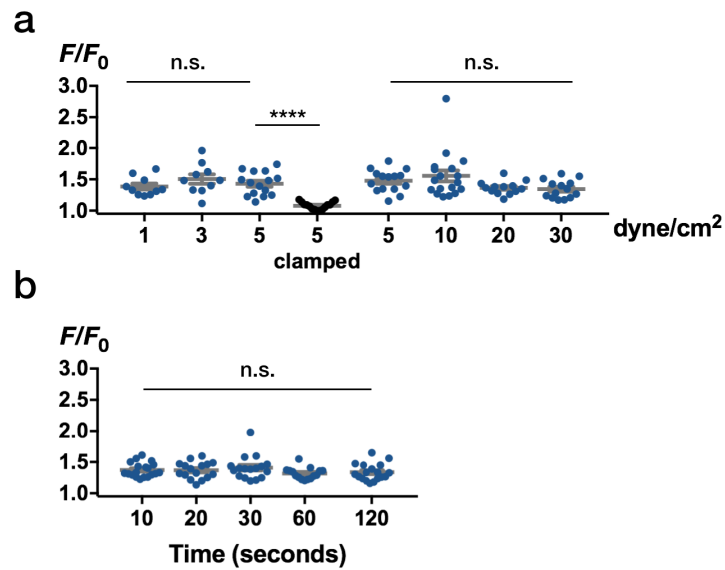 a
F/F0
n.s.
n.s.
****
3.0
2.5
2.0
1.5
1.0
1 3 5 5 5 10 20 30 dyne/cm2
clamped
b
F/F0
n.s.
3.0
2.5
2.0
1.5
1.0
10 20 30 60 120
Time (seconds)